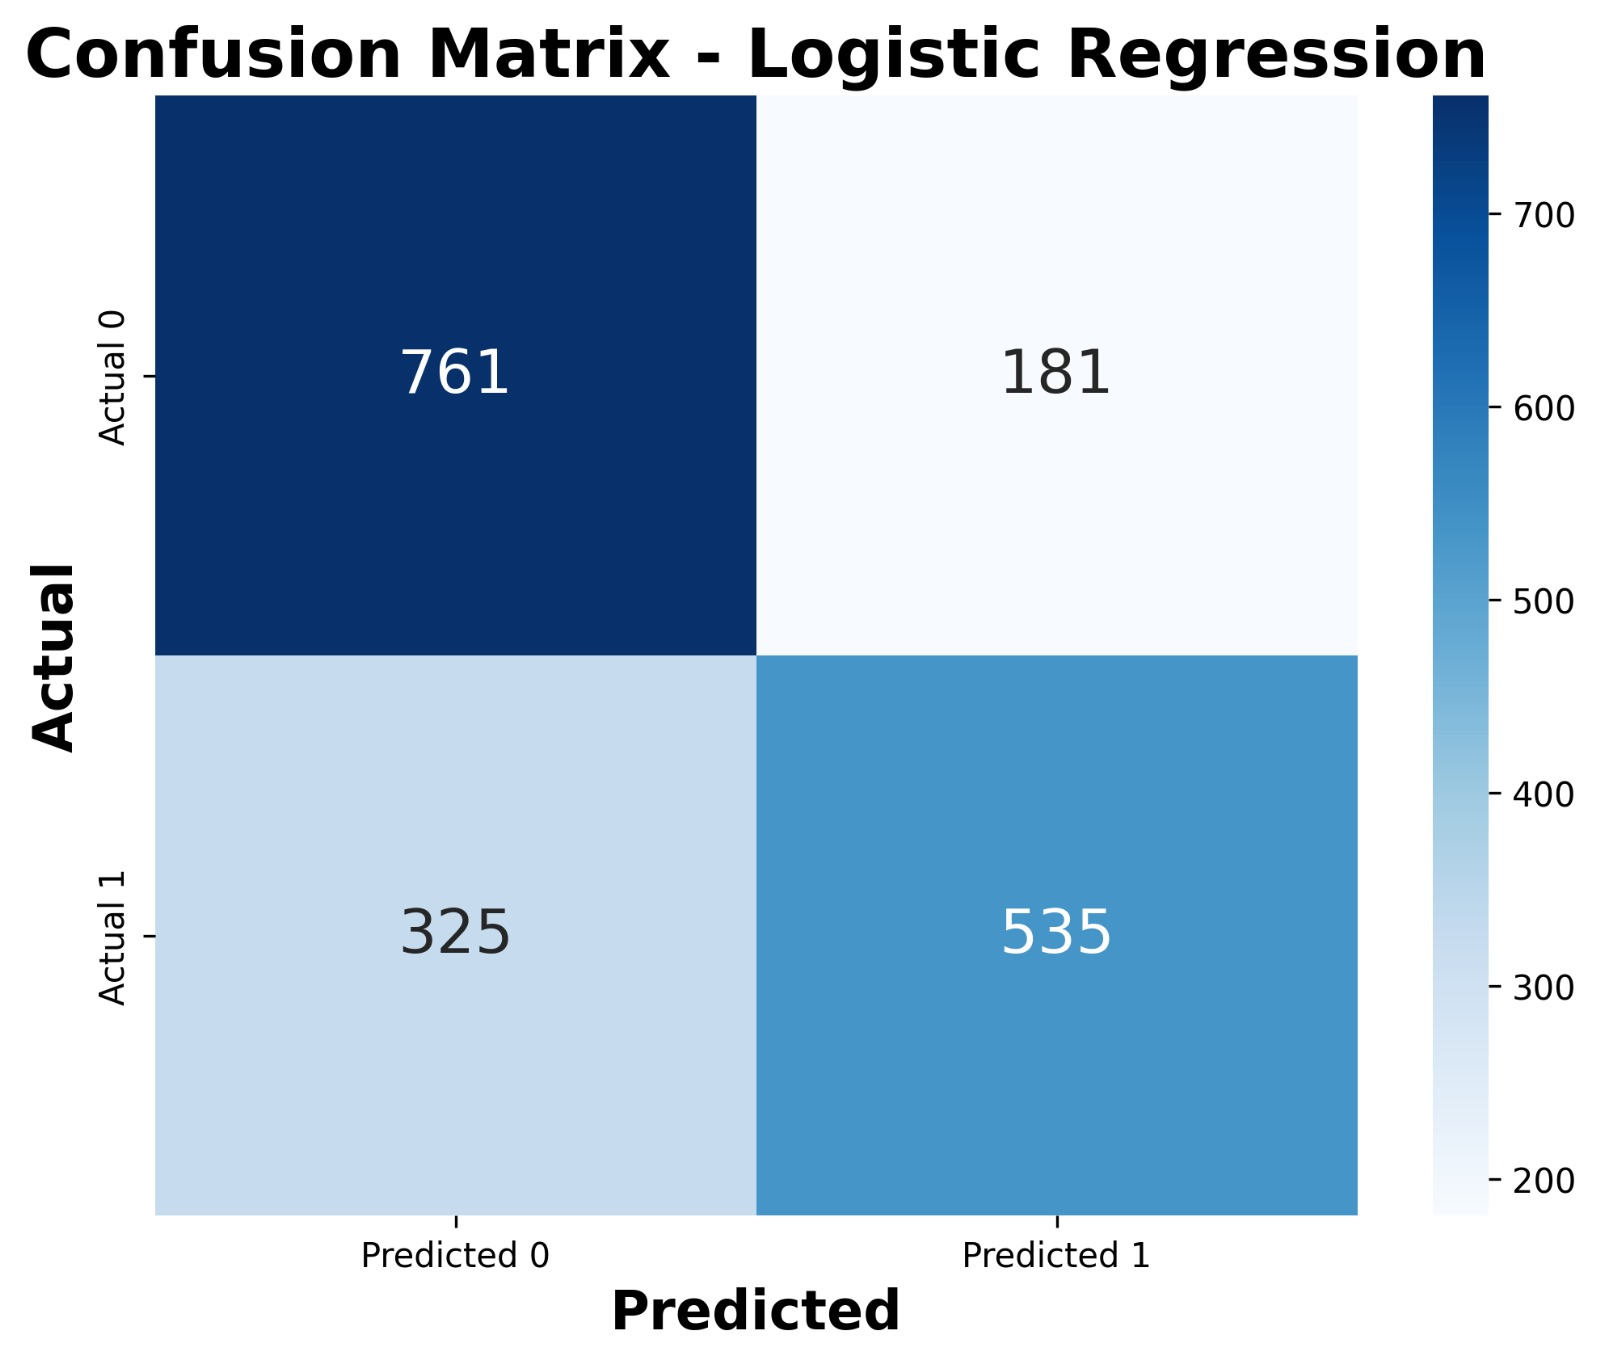 Confusion Matrix - Logistic Regression
Actual
Actual 0
761
181
Actual 1
325
535
Predicted 0
Predicted 1
Predicted
700
600
500
400
300
200